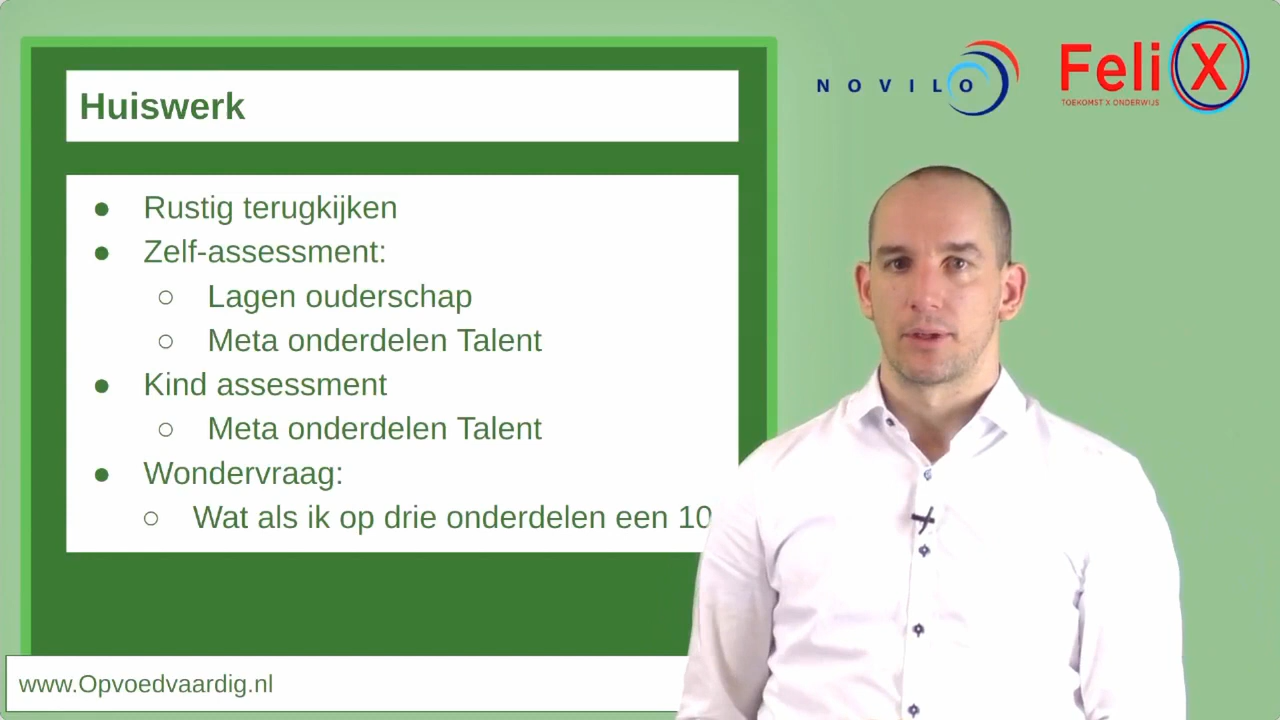 Huiswerk
NOVILO
FeliX
TOEKOMST X ONDERWIJS
● Rustig terugkijken
● Zelf-assessment:
○ Lagen ouderschap
○ Meta onderdelen Talent
● Kind assessment
○ Meta onderdelen Talent
● Wondervraag:
○ Wat als ik op drie onderdelen een 10
www.Opvoedvaardig.nl